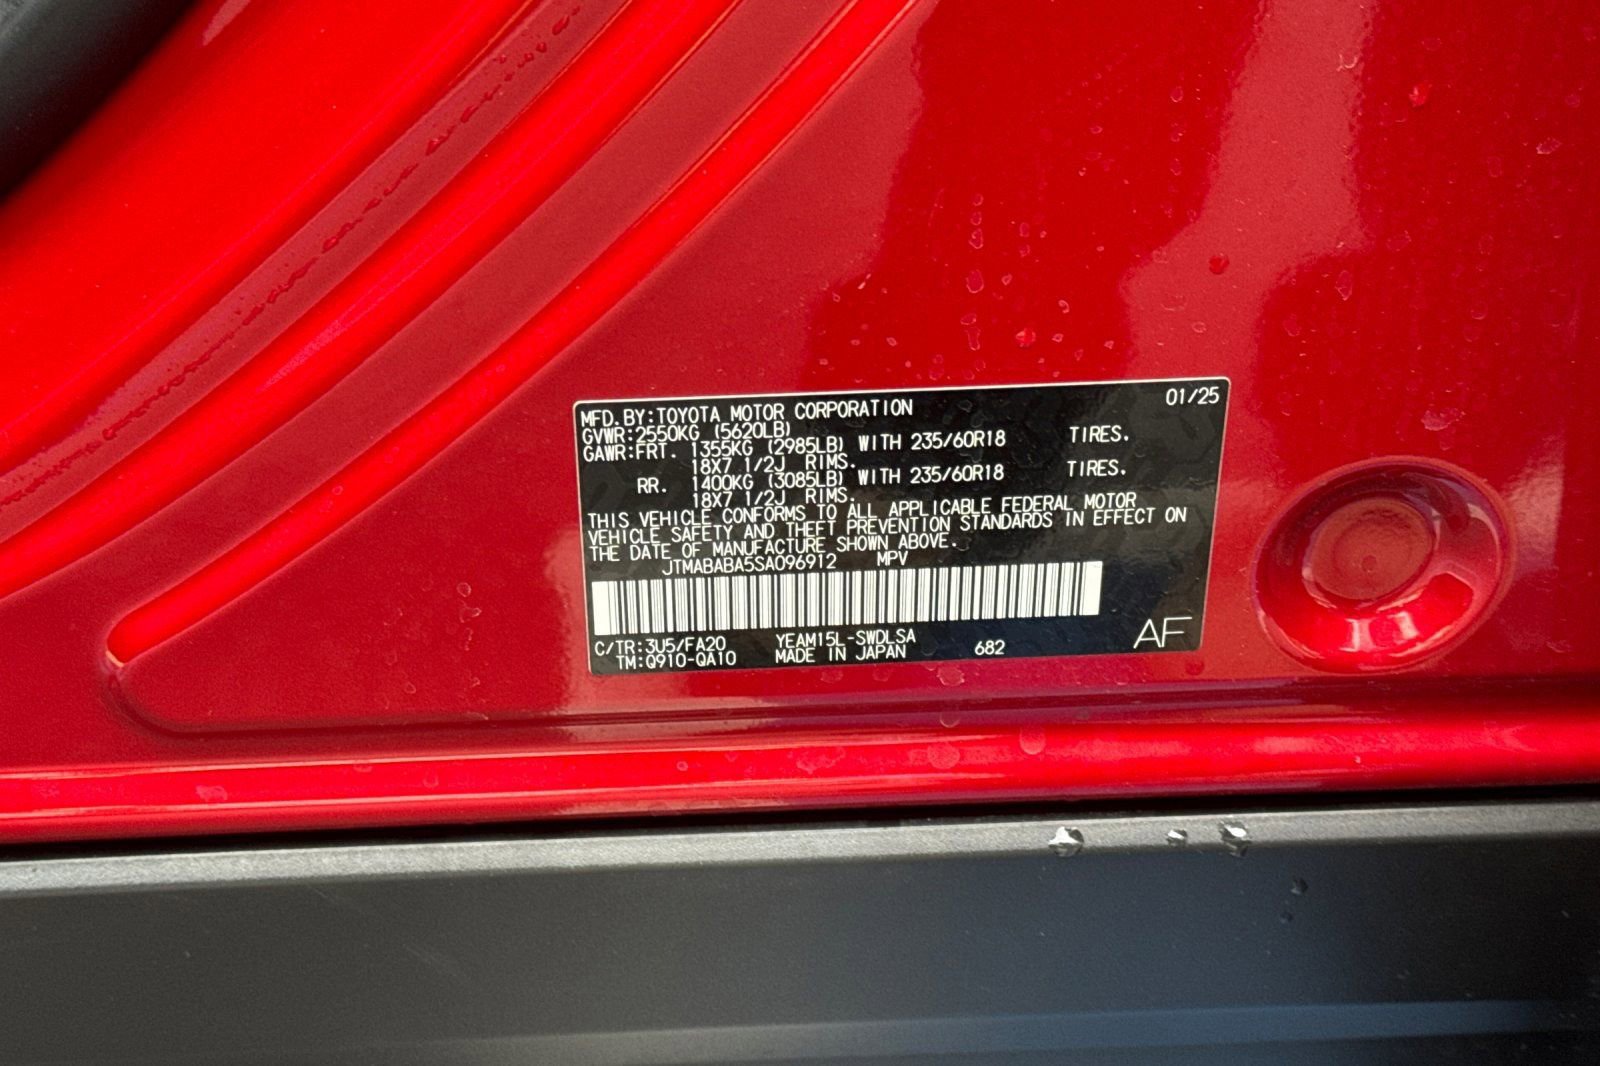 MFD.BY:TOYOTA MOTOR CORPORATION 01/25
GVWR:2550KG (5620LB)
GAWR:FRT. 1355KG (2985LB) WITH 235/60R18 TIRES.
18X7 1/2J RIMS.
RR. 1400KG (3085LB) WITH 235/60R18 TIRES.
18X7 1/2J RIMS.
THIS VEHICLE CONFORMS TO ALL APPLICABLE FEDERAL MOTOR
VEHICLE SAFETY AND THEFT PREVENTION STANDARDS IN EFFECT ON
THE DATE OF MANUFACTURE SHOWN ABOVE.
JTMABABA5SA096912 MPV
C/TR:3U5/FA20 YEAM15L-SWDLSA 682 AF
TM:Q910-QA10 MADE IN JAPAN